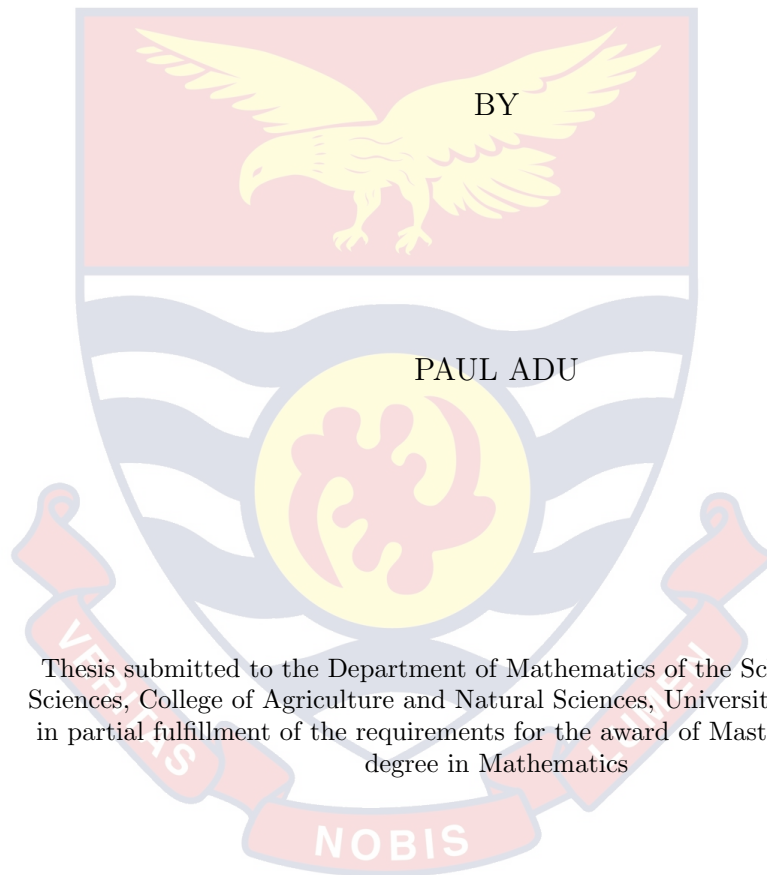 BY
PAUL ADU
Thesis submitted to the Department of Mathematics of the Sc
Sciences, College of Agriculture and Natural Sciences, Universit
in partial fulfillment of the requirements for the award of Mast
degree in Mathematics
VERITAS
NOBIS
LUMEN